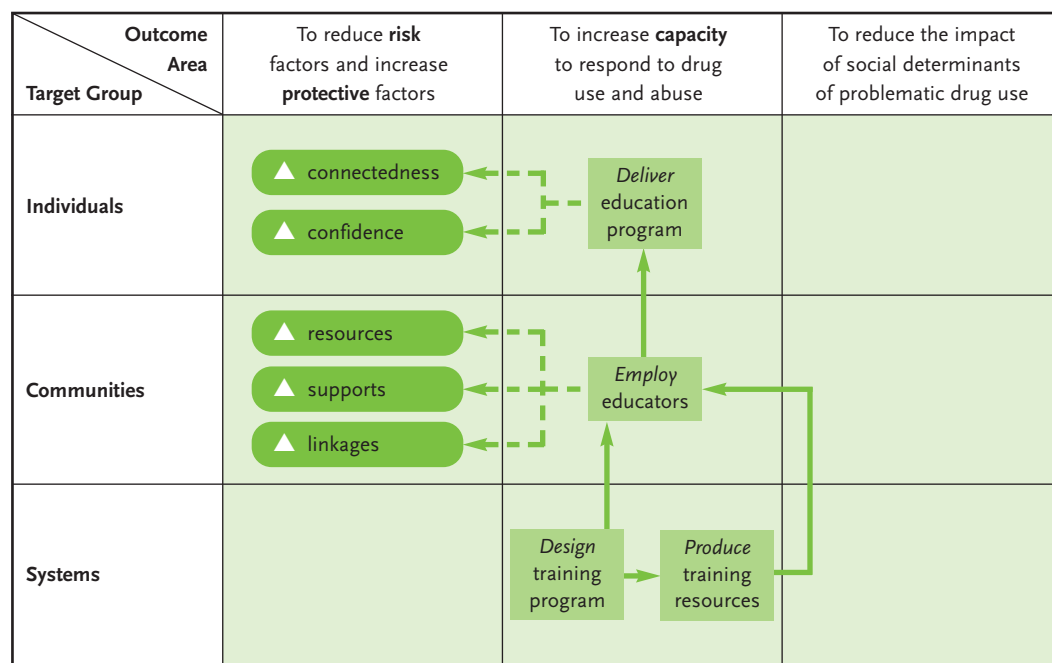 Outcome
Area
Target Group
To reduce risk
factors and increase
protective factors
To increase capacity
to respond to drug
use and abuse
To reduce the impact
of social determinants
of problematic drug use
Individuals
connectedness
confidence
Deliver
education
program
Communities
resources
supports
linkages
Employ
educators
Systems
Design
training
program
Produce
training
resources